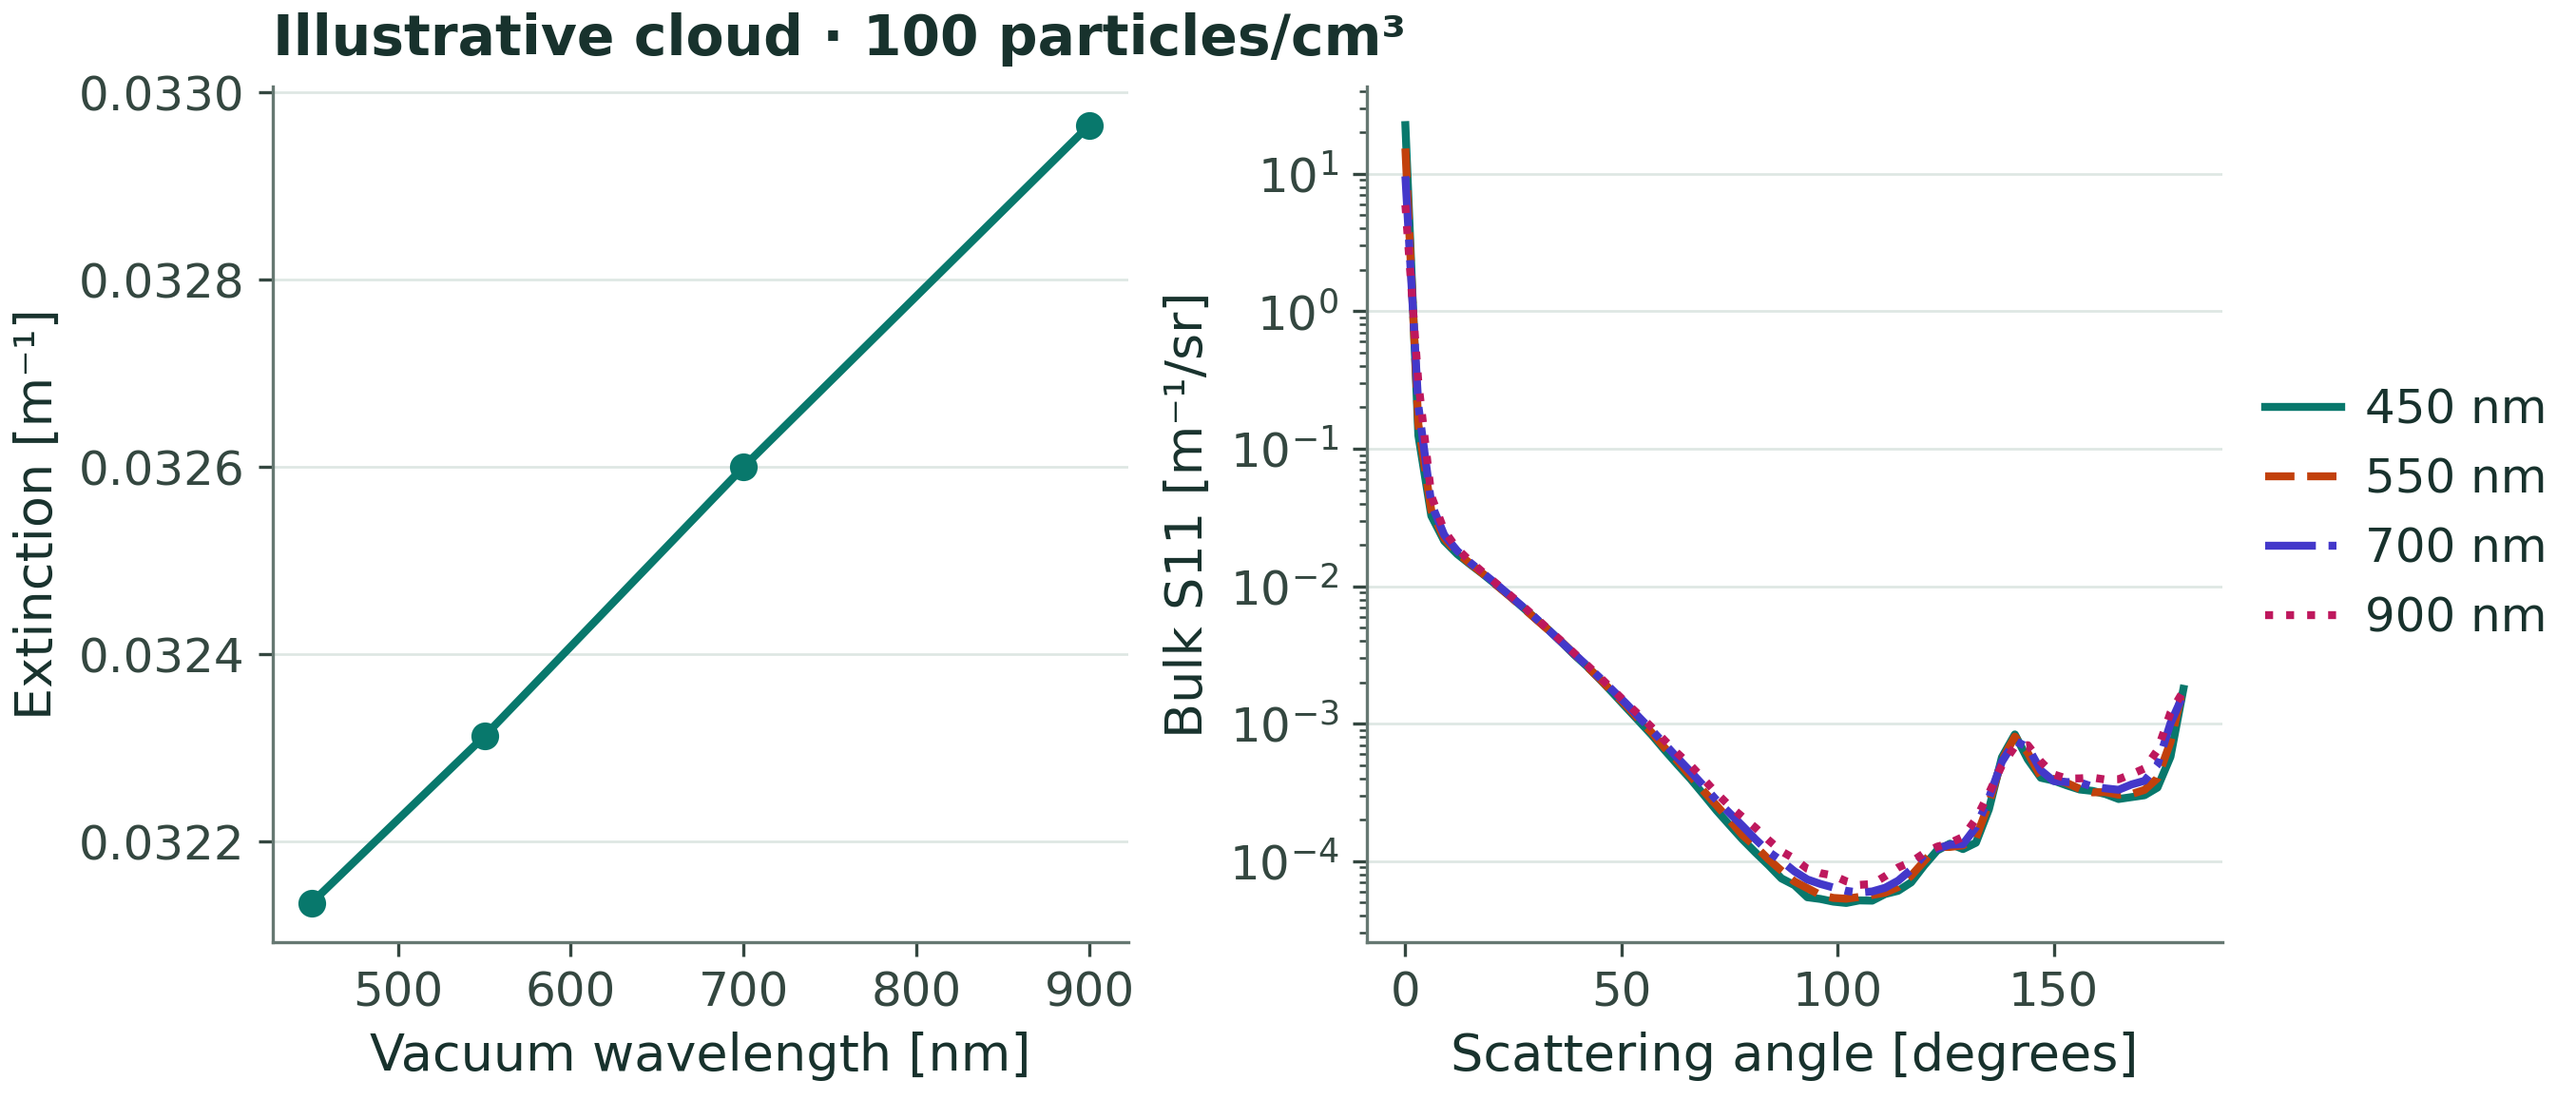 Illustrative cloud · 100 particles/cm³
Extinction [m⁻¹]
0.0330
0.0328
0.0326
0.0324
0.0322
500 600 700 800 900
Vacuum wavelength [nm]
Bulk S11 [m⁻¹/sr]
10¹
10⁰
10⁻¹
10⁻²
10⁻³
10⁻⁴
0 50 100 150
Scattering angle [degrees]
450 nm
550 nm
700 nm
900 nm